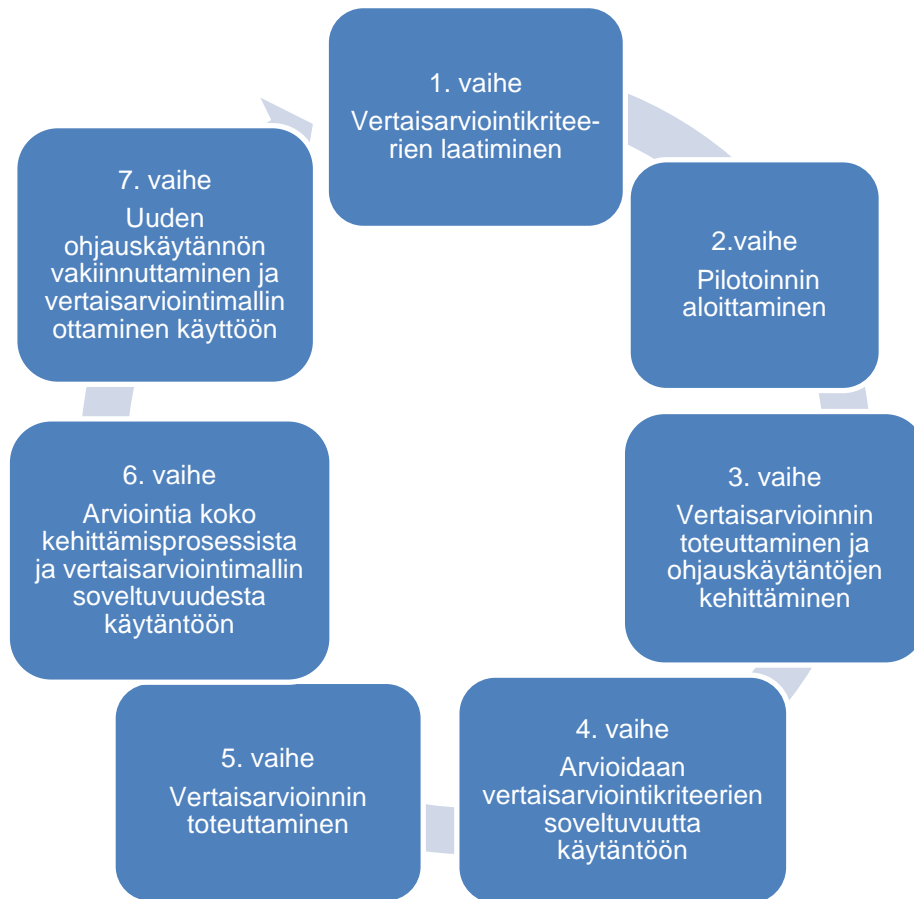 1. vaihe
Vertaisarviointikritee-
rien laatiminen
2.vaihe
Pilotoinnin
aloittaminen
3. vaihe
Vertaisarvioinnin
toteuttaminen ja
ohjauskäytäntöjen
kehittäminen
4. vaihe
Arvioidaan
vertaisarviointikriteerien
soveltuvuutta
käytäntöön
5. vaihe
Vertaisarvioinnin
toteuttaminen
6. vaihe
Arviointia koko
kehittämisprosessista
ja vertaisarviointimallin
soveltuvuudesta
käytäntöön
7. vaihe
Uuden
ohjauskäytännön
vakiinnuttaminen ja
vertaisarviointimallin
ottaminen käyttöön